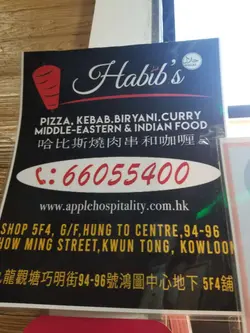 Habib's
PIZZA, KEBAB,BIRYANI,CURRY
MIDDLE-EASTERN & INDIAN FOOD
哈比斯燒肉串和咖喱
:66055400
www.applehospitality.com.hk
SHOP 5F4, G/F,HUNG TO CENTRE,94-96
HOW MING STREET,KWUN TONG, KOWLOON
龍觀塘巧明街94-96號鴻圖中心地下 5F4舖